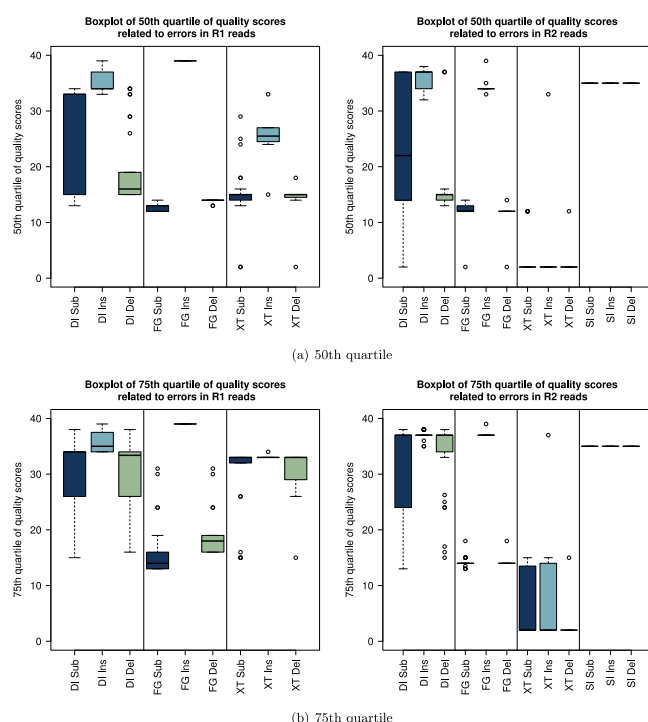 Boxplot of 50th quartile of quality scores
related to errors in R1 reads
50th quartile of quality scores
40
30
20
10
0
DI Sub
DI Ins
DI Del
FG Sub
FG Ins
FG Del
XT Sub
XT Ins
XT Del
Boxplot of 50th quartile of quality scores
related to errors in R2 reads
50th quartile of quality scores
40
30
20
10
0
DI Sub
DI Ins
DI Del
FG Sub
FG Ins
FG Del
XT Sub
XT Ins
XT Del
SI Sub
SI Ins
SI Del
(a) 50th quartile
Boxplot of 75th quartile of quality scores
related to errors in R1 reads
75th quartile of quality scores
40
30
20
10
0
DI Sub
DI Ins
DI Del
FG Sub
FG Ins
FG Del
XT Sub
XT Ins
XT Del
Boxplot of 75th quartile of quality scores
related to errors in R2 reads
75th quartile of quality scores
40
30
20
10
0
DI Sub
DI Ins
DI Del
FG Sub
FG Ins
FG Del
XT Sub
XT Ins
XT Del
SI Sub
SI Ins
SI Del
(b) 75th quartile